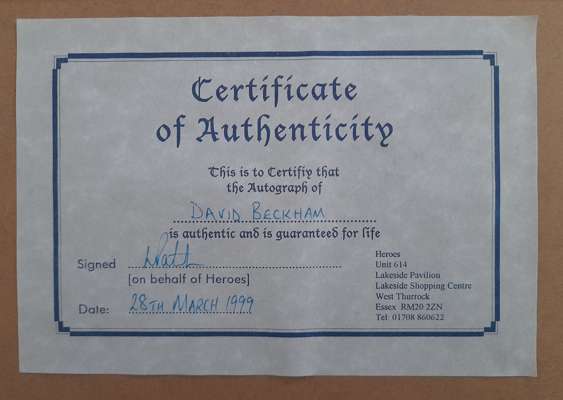 Certificate
of Authenticity
This is to Certifiy that
the Autograph of
DAVID BECKHAM
is authentic and is guaranteed for life
Signed
[on behalf of Heroes]
Date: 28TH MARCH 1999
Heroes
Unit 614
Lakeside Pavilion
Lakeside Shopping Centre
West Thurrock
Essex RM20 2ZN
Tel: 01708 860622